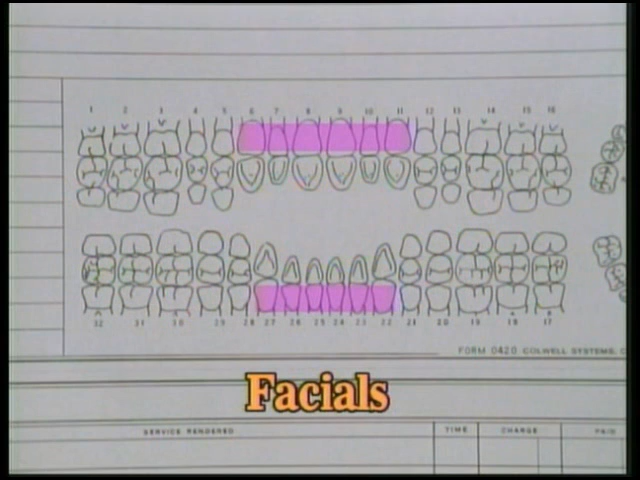 1 2 3 4 5 6 7 8 9 10 11 12 13 14 15 16
32 31 30 29 28 27 26 25 24 23 22 21 20 19 18 17
FORM 0420 COLWELL SYSTEMS, C
Facials
SERVICE RENDERED TIME CHARGE PAID